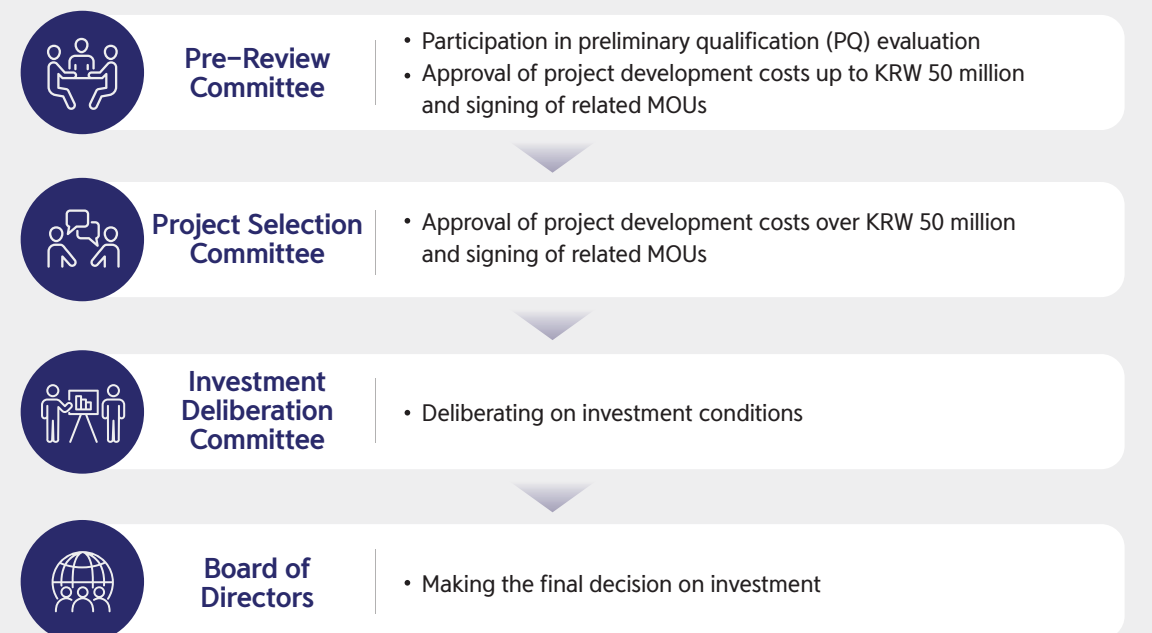 Pre-Review
Committee
• Participation in preliminary qualification (PQ) evaluation
• Approval of project development costs up to KRW 50 million
and signing of related MOUs
Project Selection
Committee
• Approval of project development costs over KRW 50 million
and signing of related MOUs
Investment
Deliberation
Committee
• Deliberating on investment conditions
Board of
Directors
• Making the final decision on investment